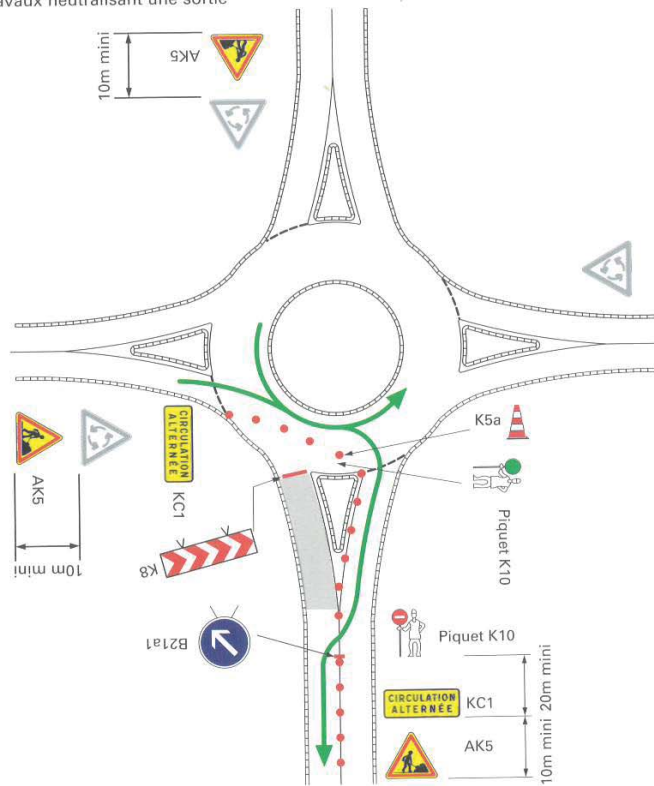 avaux neutralisant une sortie
10m mini
AK5
K5a
CIRCULATION
ALTERNÉE
KC1
AK5
10m mini
K8
Piquet K10
B21a1
Piquet K10
20m mini
CIRCULATION
ALTERNÉE
KC1
10m mini
AK5